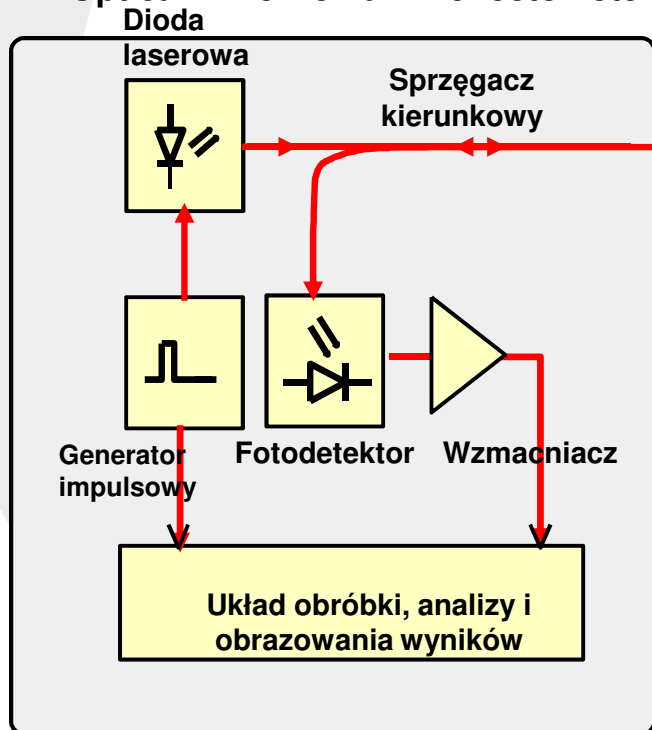 Dioda
laserowa
Sprzęgacz
kierunkowy
Generator
impulsowy
Fotodetektor
Wzmacniacz
Układ obróbki, analizy i
obrazowania wyników